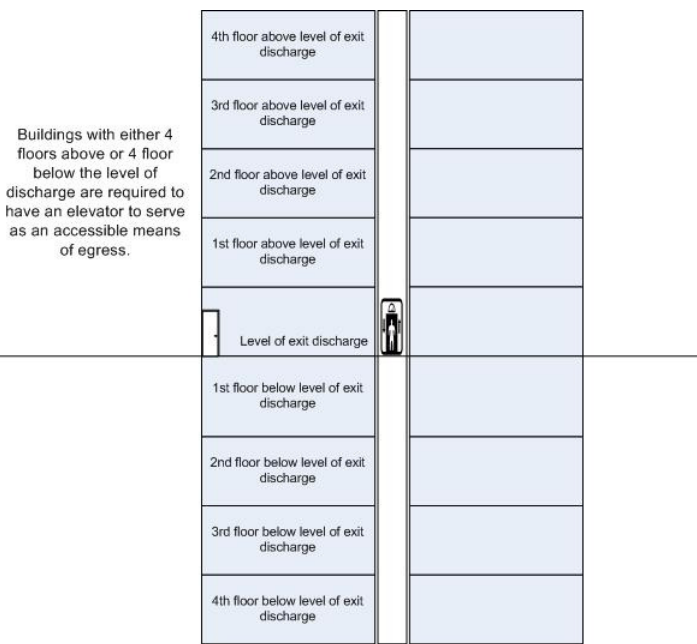 4th floor above level of exit
discharge
3rd floor above level of exit
discharge
Buildings with either 4
floors above or 4 floor
below the level of
discharge are required to
have an elevator to serve
as an accessible means
of egress.
2nd floor above level of exit
discharge
1st floor above level of exit
discharge
Level of exit discharge
1st floor below level of exit
discharge
2nd floor below level of exit
discharge
3rd floor below level of exit
discharge
4th floor below level of exit
discharge